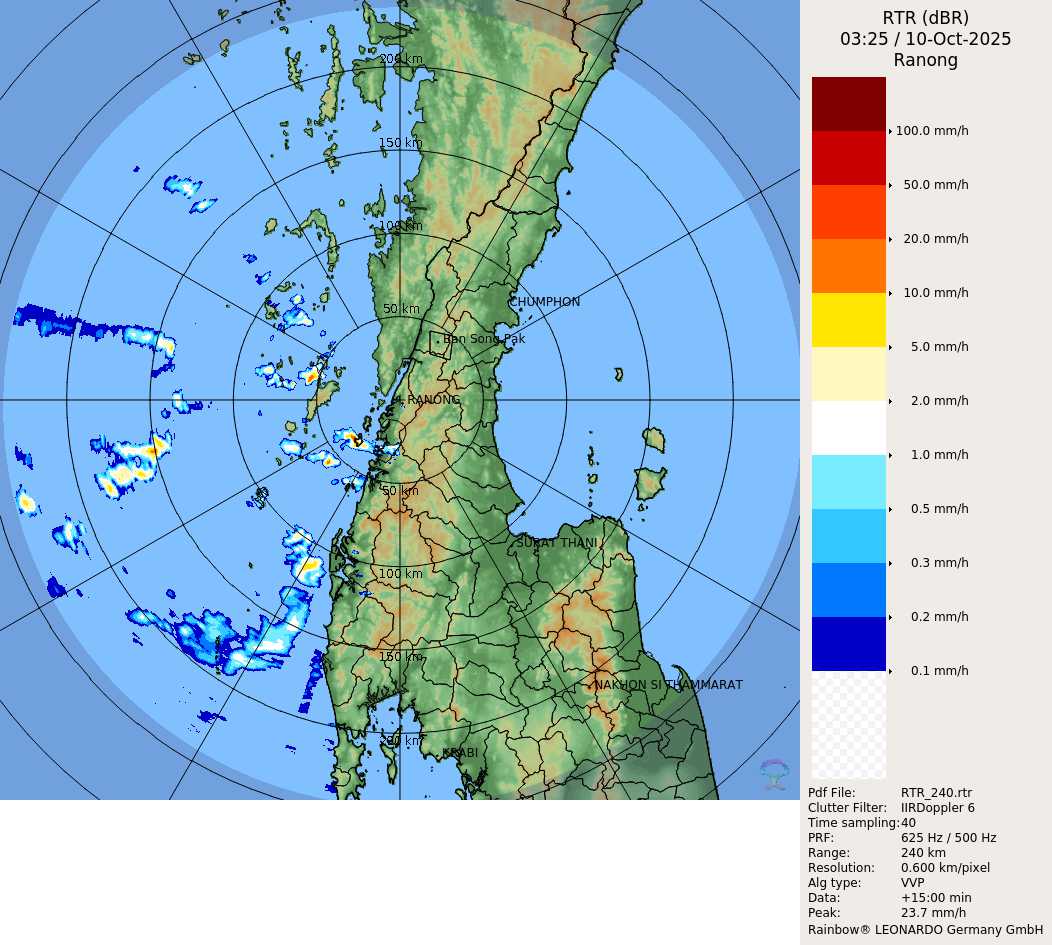 RTR (dBR)
03:25 / 10-Oct-2025
Ranong
200 km
150 km
100 km
50 km
CHUMPHON
Ban Song Pak
RANONG
50 km
SURAT THANI
100 km
150 km
NAKHON SI THAMMARAT
200 km
KRABI
100.0 mm/h
50.0 mm/h
20.0 mm/h
10.0 mm/h
5.0 mm/h
2.0 mm/h
1.0 mm/h
0.5 mm/h
0.3 mm/h
0.2 mm/h
0.1 mm/h
Pdf File: RTR_240.rtr
Clutter Filter: IIRDoppler 6
Time sampling: 40
PRF: 625 Hz / 500 Hz
Range: 240 km
Resolution: 0.600 km/pixel
Alg type: VVP
Data: +15:00 min
Peak: 23.7 mm/h
Rainbow® LEONARDO Germany GmbH